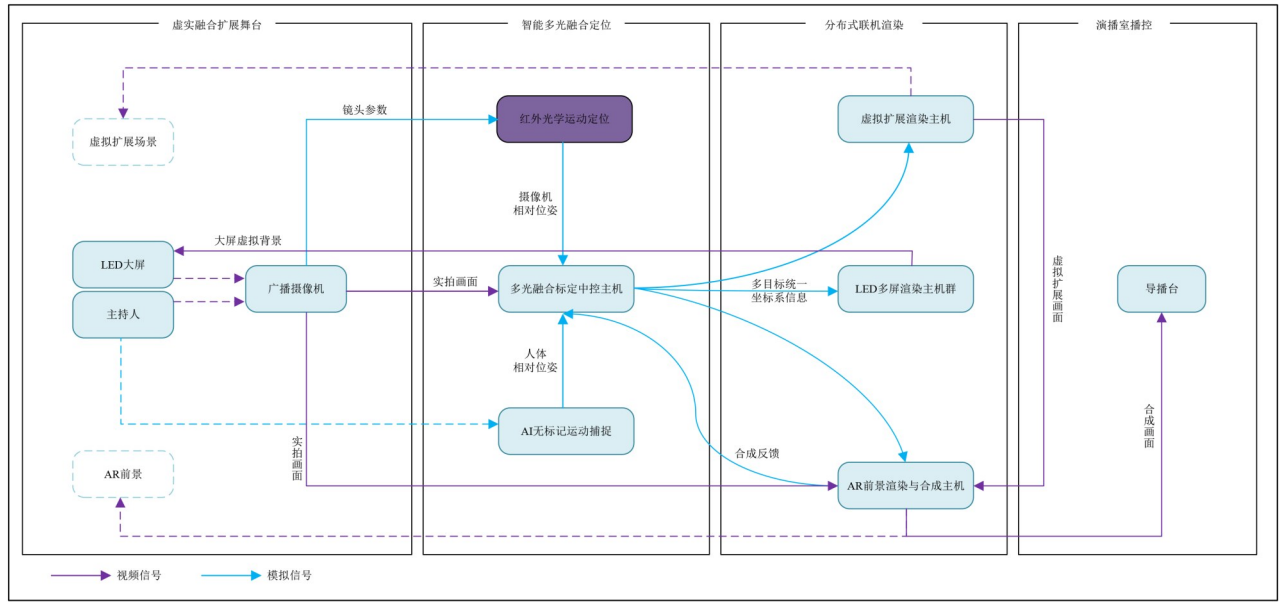 虚实融合扩展舞台
智能多光融合定位
分布式联机渲染
演播室播控
镜头参数
红外光学运动定位
虚拟扩展渲染主机
虚拟扩展场景
摄像机
相对位姿
大屏虚拟背景
LED大屏
广播摄像机
实拍画面
多光融合标定中控主机
多目标统一
坐标系信息
LED多屏渲染主机群
虚拟扩展画面
导播台
主持人
人体
相对位姿
AI无标记运动捕捉
合成画面
实拍画面
合成反馈
AR前景
AR前景渲染与合成主机
视频信号
模拟信号